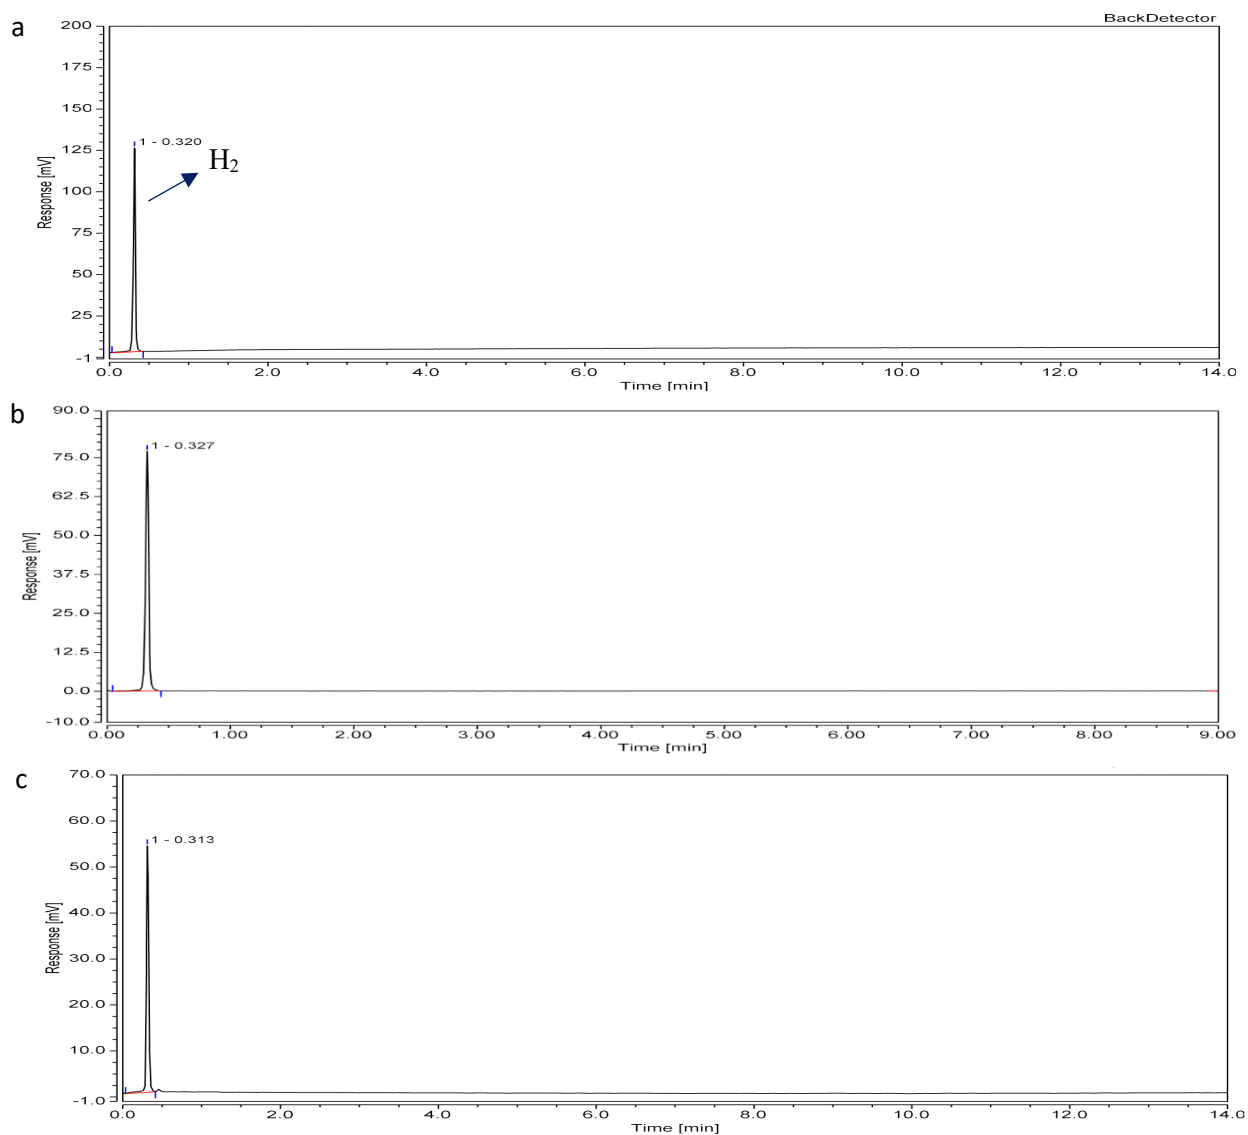 a
BackDetector
200
175
150
125
100
75
50
25
-1
Response [mV]
1 - 0.320
H₂
0.0 2.0 4.0 6.0 8.0 10.0 12.0 14.0
Time [min]
b
90.0
75.0
62.5
50.0
37.5
25.0
12.5
0.0
-10.0
Response [mV]
1 - 0.327
0.00 1.00 2.00 3.00 4.00 5.00 6.00 7.00 8.00 9.00
Time [min]
c
70.0
60.0
50.0
40.0
30.0
20.0
10.0
-1.0
Response [mV]
1 - 0.313
0.0 2.0 4.0 6.0 8.0 10.0 12.0 14.0
Time [min]